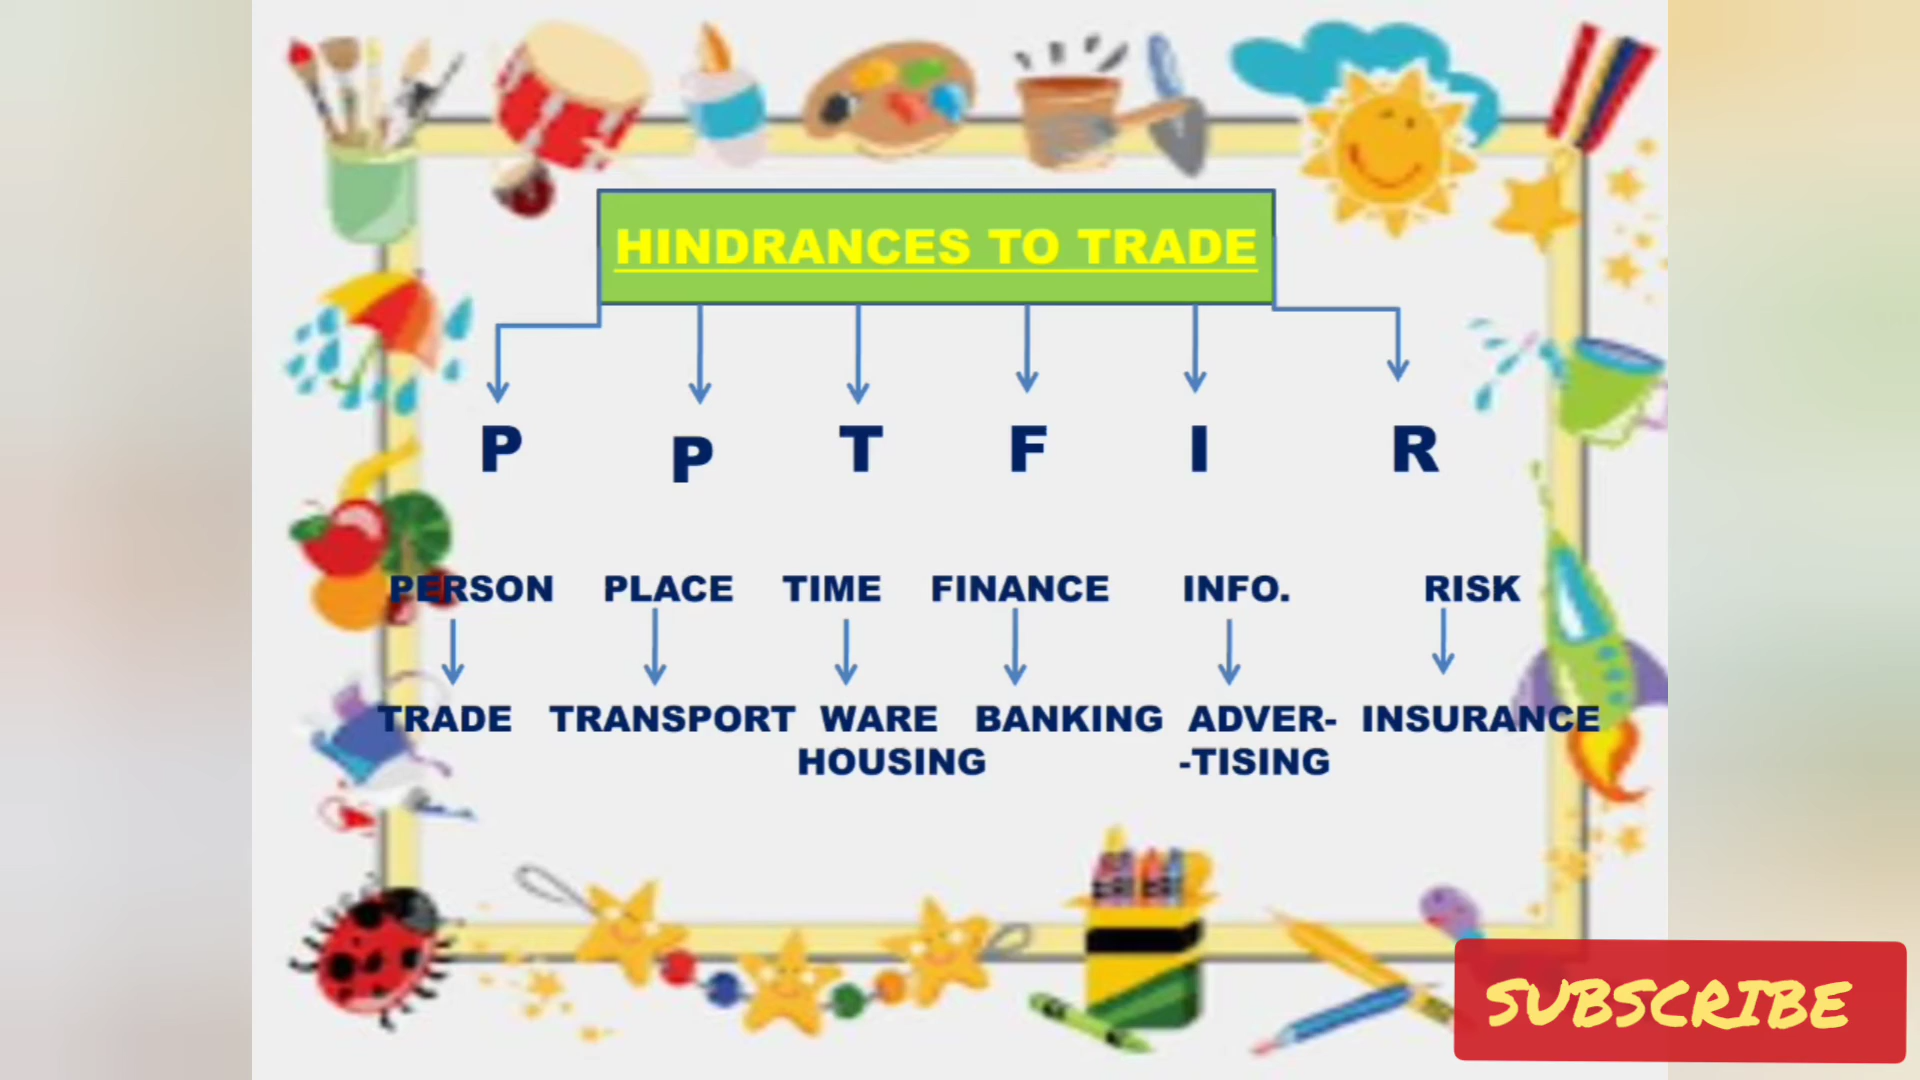 HINDRANCES TO TRADE
P P T F I R
PERSON PLACE TIME FINANCE INFO. RISK
TRADE TRANSPORT WARE BANKING ADVER- INSURANCE
HOUSING -TISING
SUBSCRIBE